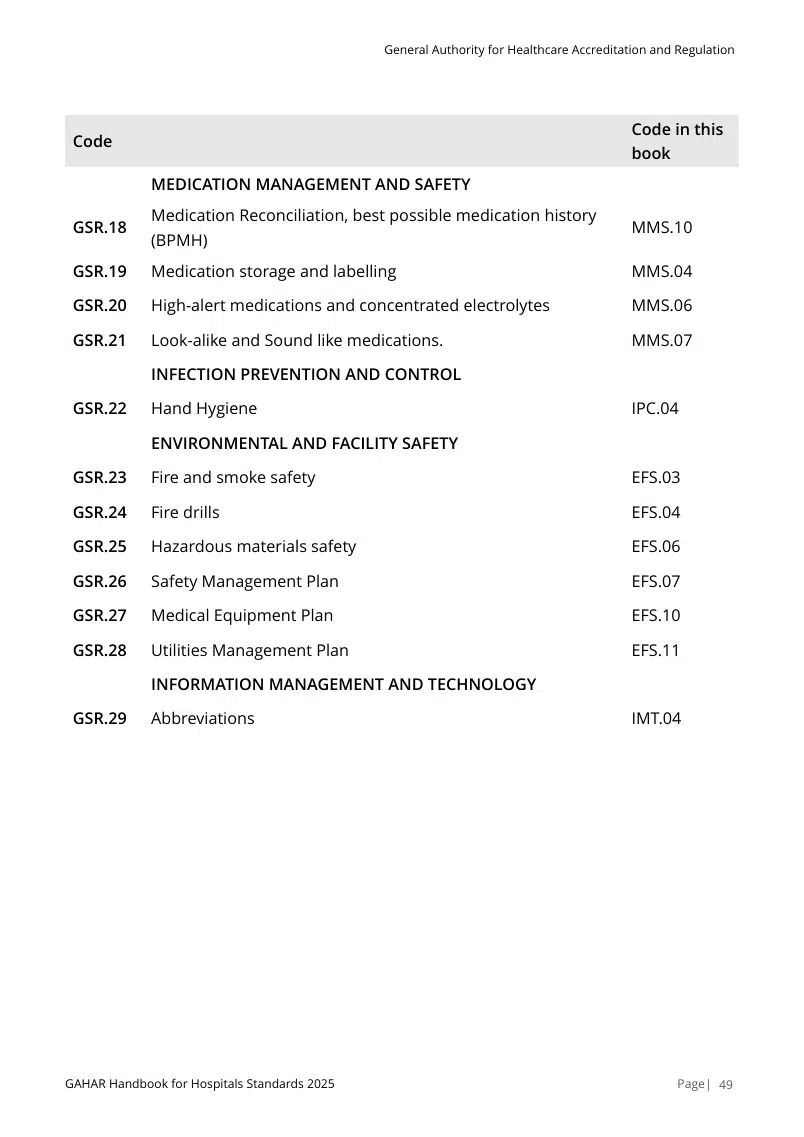 General Authority for Healthcare Accreditation and Regulation
Code
Code in this
book
MEDICATION MANAGEMENT AND SAFETY
GSR.18 Medication Reconciliation, best possible medication history
(BPMH) MMS.10
GSR.19 Medication storage and labelling MMS.04
GSR.20 High-alert medications and concentrated electrolytes MMS.06
GSR.21 Look-alike and Sound like medications. MMS.07
INFECTION PREVENTION AND CONTROL
GSR.22 Hand Hygiene IPC.04
ENVIRONMENTAL AND FACILITY SAFETY
GSR.23 Fire and smoke safety EFS.03
GSR.24 Fire drills EFS.04
GSR.25 Hazardous materials safety EFS.06
GSR.26 Safety Management Plan EFS.07
GSR.27 Medical Equipment Plan EFS.10
GSR.28 Utilities Management Plan EFS.11
INFORMATION MANAGEMENT AND TECHNOLOGY
GSR.29 Abbreviations IMT.04
GAHAR Handbook for Hospitals Standards 2025 Page| 49